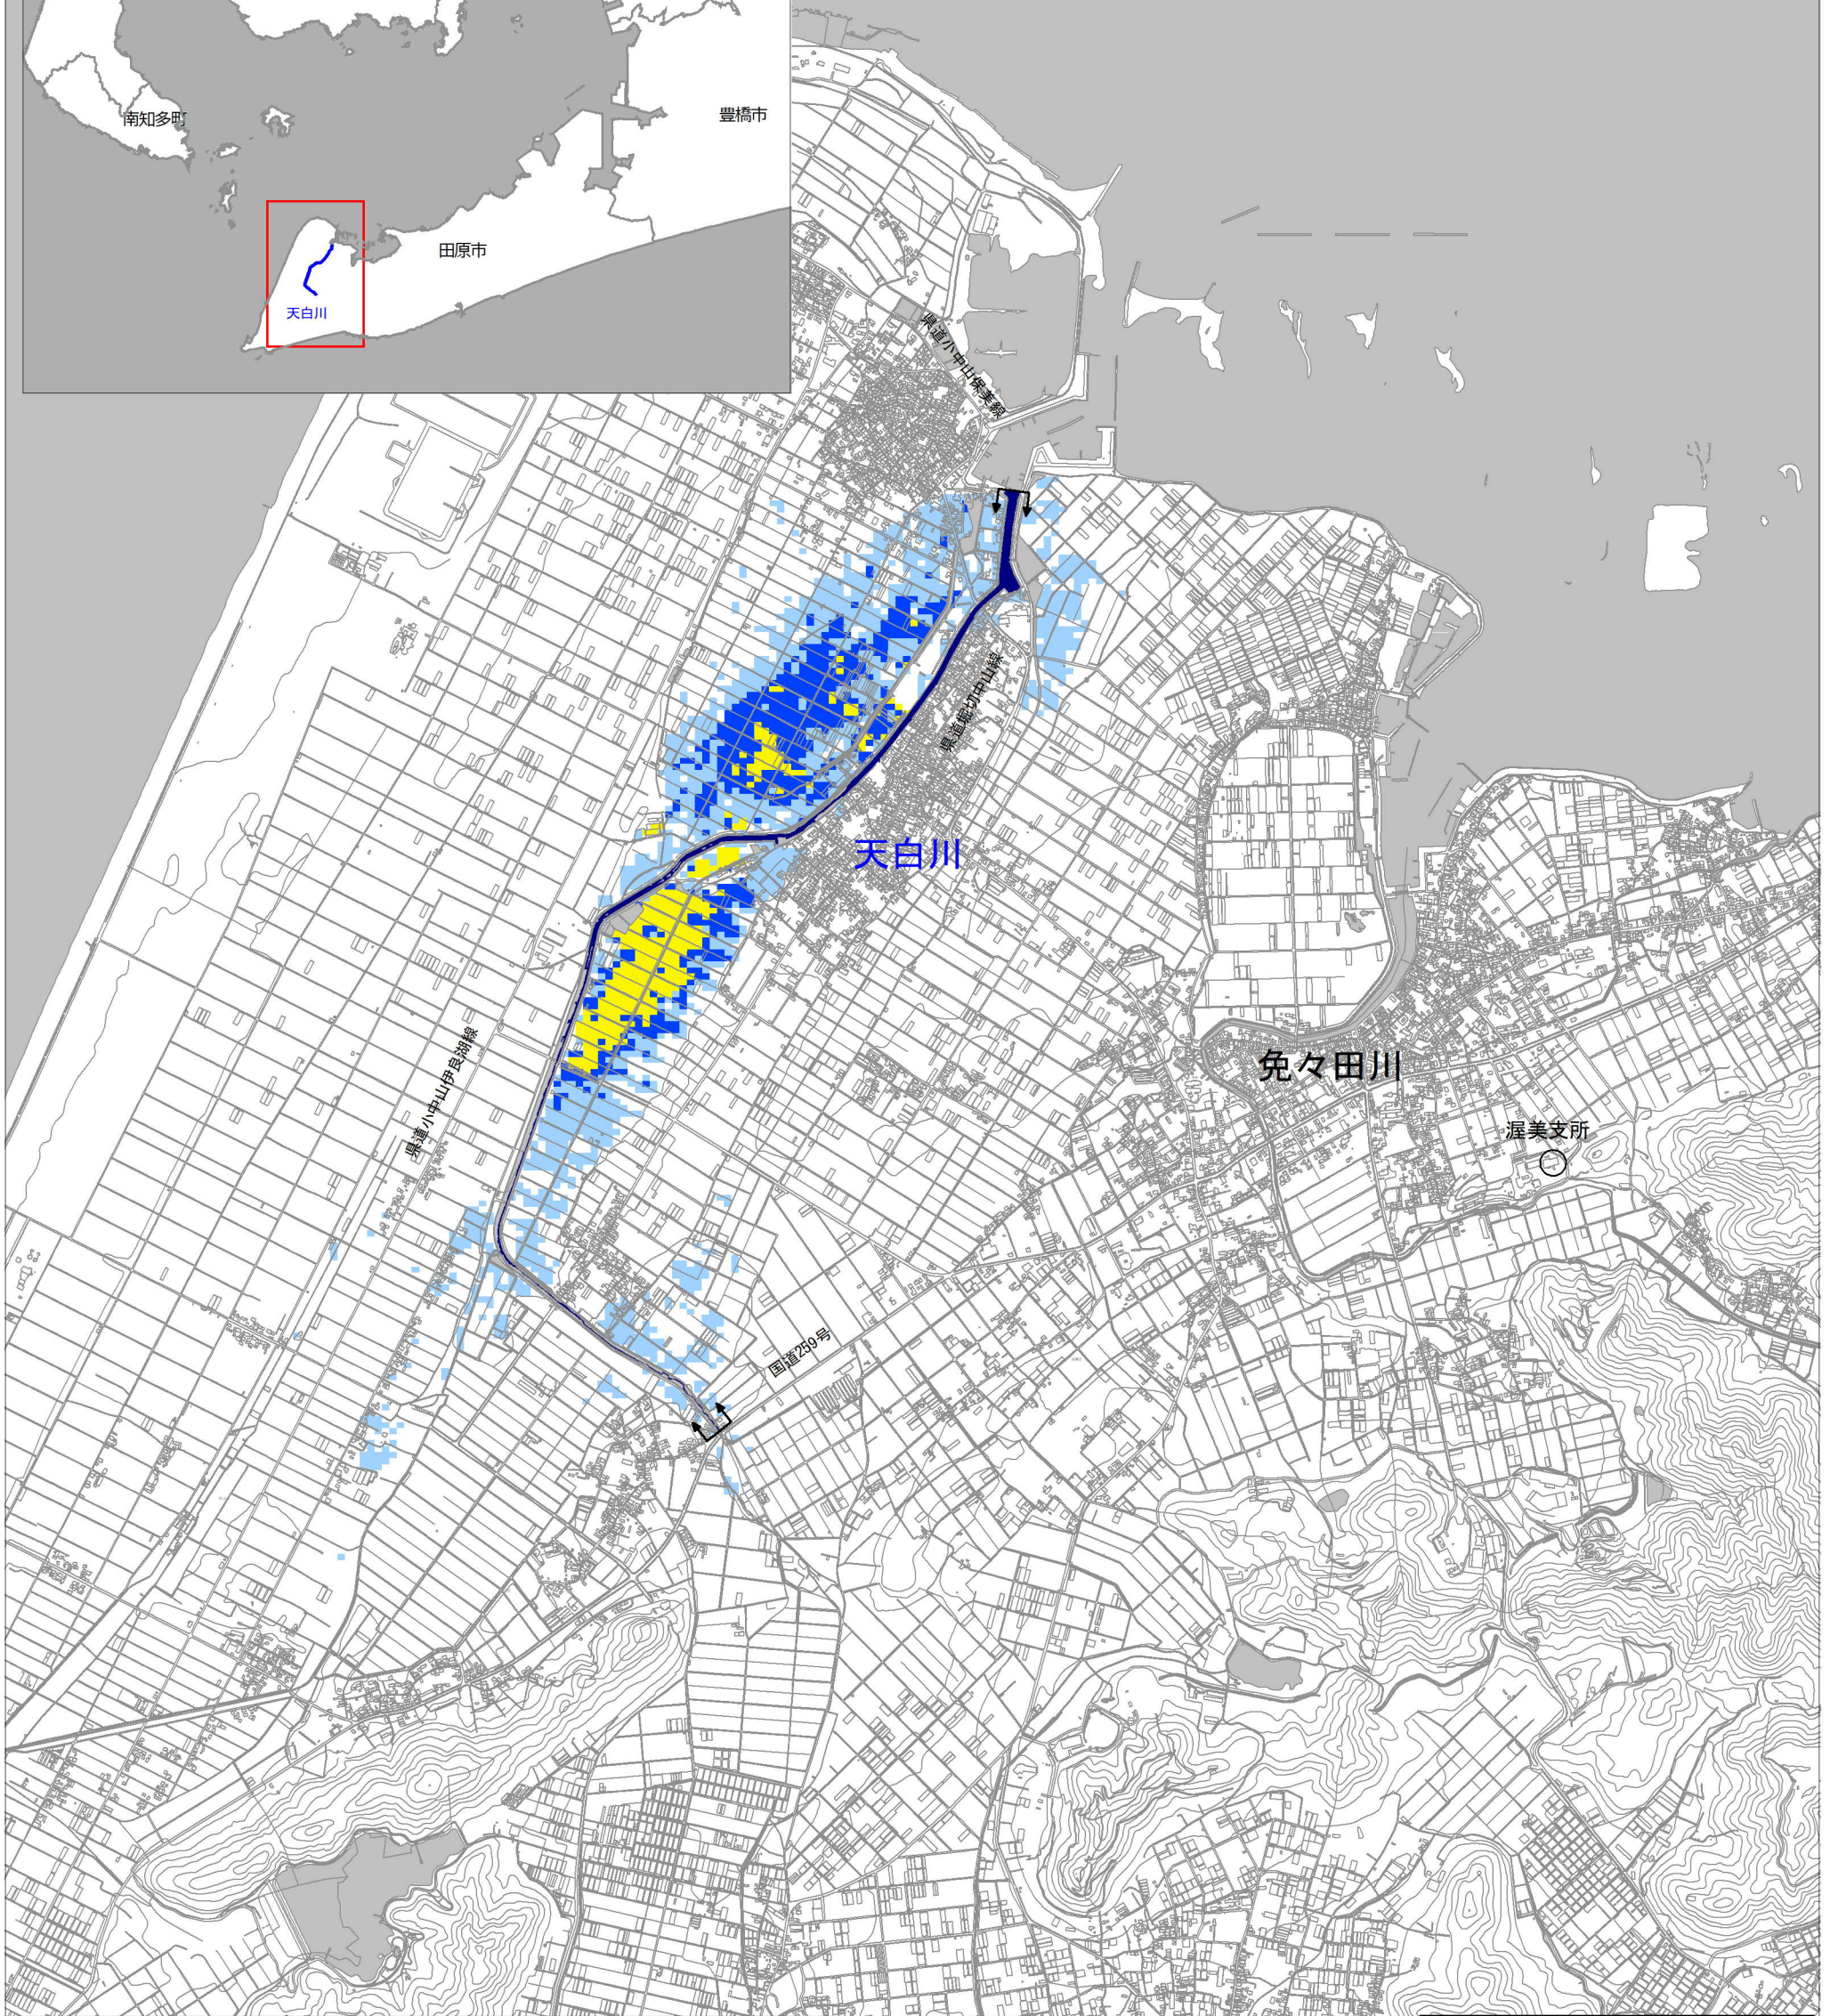 南知多町
豊橋市
田原市
天白川
県道小中山保美線
県道堀切中山線
天白川
県道小中山伊良湖線
免々田川
渥美支所
国道259号